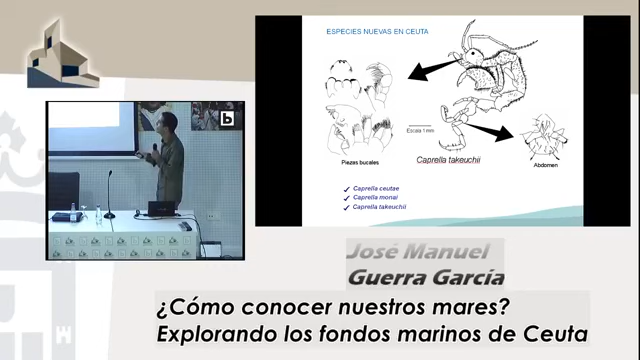 ESPECIES NUEVAS EN CEUTA
Escala 1 mm
Piezas bucales
Caprella takeuchii
Abdomen
Caprella ceutae
Caprella monai
Caprella takeuchii
b
José Manuel
Guerra García
¿Cómo conocer nuestros mares?
Explorando los fondos marinos de Ceuta